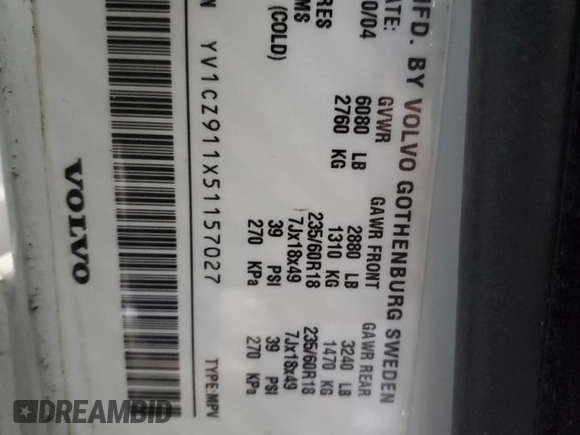 MFD. BY VOLVO GOTHENBURG SWEDEN
ATE: GVWR GAWR FRONT GAWR REAR
0/04 6080 LB 2880 LB 3240 LB
2760 KG 1310 KG 1470 KG
RES 235/60R18 235/60R18
MS 7Jx18x49 7Jx18x49
(COLD) 39 PSI 39 PSI
270 KPa 270 KPa
N YV1CZ911X51157027 TYPE:MPV
VOLVO
DREAMBID